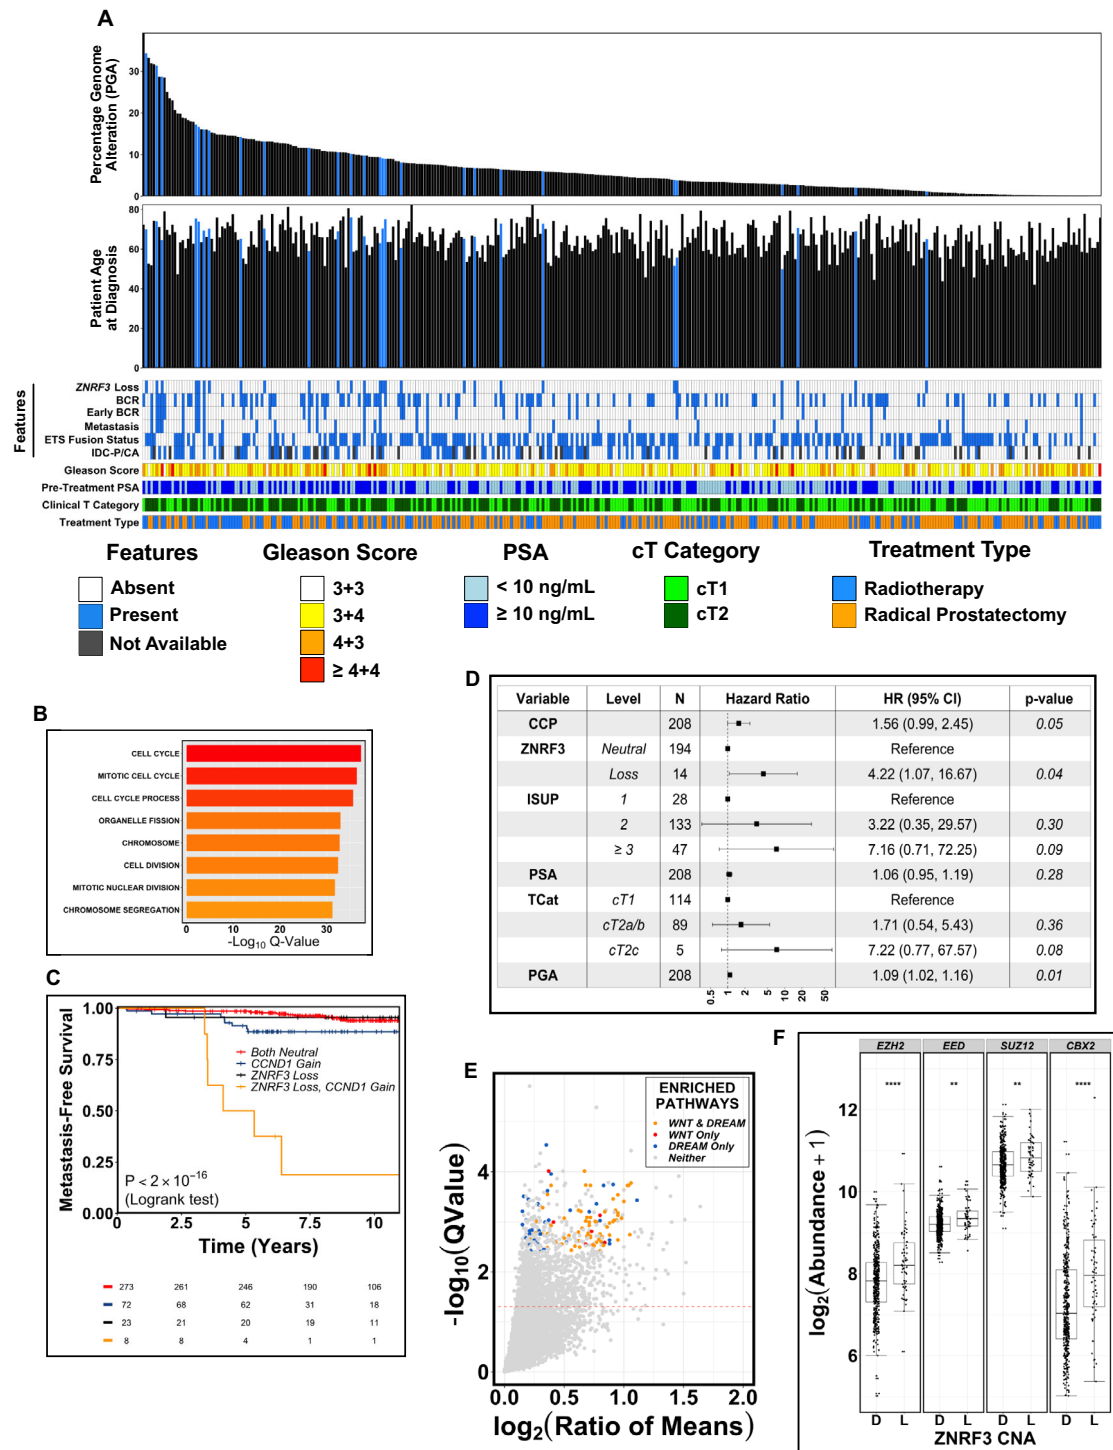 A
Percentage Genome
Alteration (PGA)
30
20
10
0
Patient Age
at Diagnosis
80
60
40
20
0
Features
ZNRF3 Loss
BCR
Early BCR
Metastasis
ETS Fusion Status
IDC-P/CA
Gleason Score
Pre-Treatment PSA
Clinical T Category
Treatment Type
Features
Absent
Present
Not Available
Gleason Score
3+3
3+4
4+3
≥ 4+4
PSA
< 10 ng/mL
≥ 10 ng/mL
cT Category
cT1
cT2
Treatment Type
Radiotherapy
Radical Prostatectomy
B
CELL CYCLE
MITOTIC CELL CYCLE
CELL CYCLE PROCESS
ORGANELLE FISSION
CHROMOSOME
CELL DIVISION
MITOTIC NUCLEAR DIVISION
CHROMOSOME SEGREGATION
0 10 20 30
-Log10 Q-Value
C
Metastasis-Free Survival
1.00
0.75
0.50
0.25
0.00
Both Neutral
CCND1 Gain
ZNRF3 Loss
ZNRF3 Loss, CCND1 Gain
P < 2 × 10⁻¹⁶
(Logrank test)
0 2.5 5 7.5 10
Time (Years)
273 261 246 190 106
72 68 62 31 18
23 21 20 19 11
8 8 4 1 1
D
Variable Level N Hazard Ratio HR (95% CI) p-value
CCP 208 1.56 (0.99, 2.45) 0.05
ZNRF3 Neutral 194 Reference
Loss 14 4.22 (1.07, 16.67) 0.04
ISUP 1 28 Reference
2 133 3.22 (0.35, 29.57) 0.30
≥ 3 47 7.16 (0.71, 72.25) 0.09
PSA 208 1.06 (0.95, 1.19) 0.28
TCat cT1 114 Reference
cT2a/b 89 1.71 (0.54, 5.43) 0.36
cT2c 5 7.22 (0.77, 67.57) 0.08
PGA 208 1.09 (1.02, 1.16) 0.01
0.5 1 2 5 10 20 50
E
-log10(QValue)
6
4
2
0
ENRICHED
PATHWAYS
WNT & DREAM
WNT Only
DREAM Only
Neither
0.0 0.5 1.0 1.5 2.0
log2(Ratio of Means)
F
EZH2 EED SUZ12 CBX2
**** ** ** ****
log2(Abundance + 1)
12
10
8
6
D L D L D L D L
ZNRF3 CNA